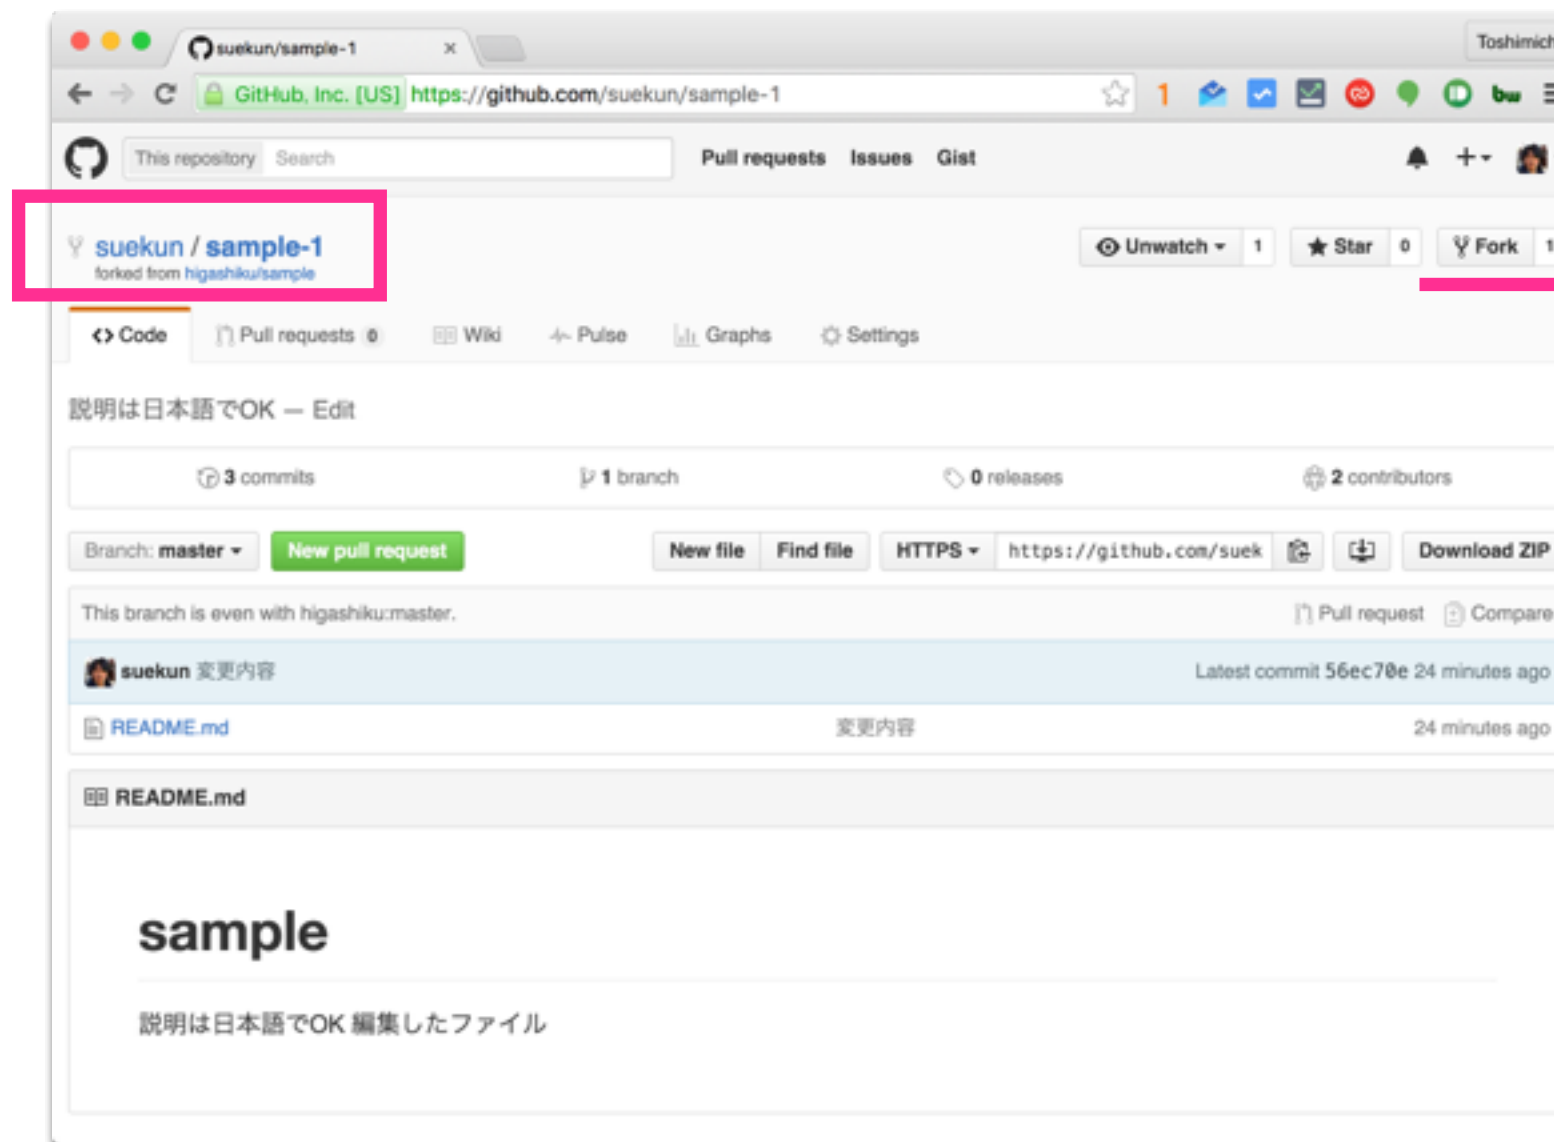 suekun/sample-1
Toshimich
GitHub, Inc. [US] https://github.com/suekun/sample-1
This repository Search Pull requests Issues Gist
suekun / sample-1 Unwatch 1 Star 0 Fork 1
forked from higashiku/sample
Code Pull requests 0 Wiki Pulse Graphs Settings
説明は日本語でOK — Edit
3 commits 1 branch 0 releases 2 contributors
Branch: master New pull request New file Find file HTTPS https://github.com/suek Download ZIP
This branch is even with higashiku:master. Pull request Compare
suekun 変更内容 Latest commit 56ec70e 24 minutes ago
README.md 変更内容 24 minutes ago
README.md
sample
説明は日本語でOK 編集したファイル